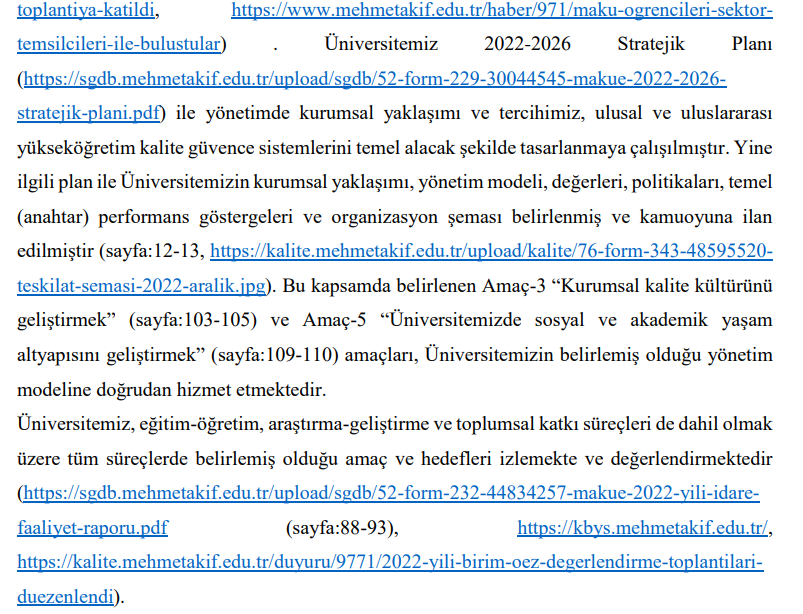 toplantiya-katildi, https://www.mehmetakif.edu.tr/haber/971/maku-ogrencileri-sektor-
temsilcileri-ile-bulustular) . Üniversitemiz 2022-2026 Stratejik Planı
(https://sgdb.mehmetakif.edu.tr/upload/sgdb/52-form-229-30044545-makue-2022-2026-
stratejik-plani.pdf) ile yönetimde kurumsal yaklaşımı ve tercihimiz, ulusal ve uluslararası
yükseköğretim kalite güvence sistemlerini temel alacak şekilde tasarlanmaya çalışılmıştır. Yine
ilgili plan ile Üniversitemizin kurumsal yaklaşımı, yönetim modeli, değerleri, politikaları, temel
(anahtar) performans göstergeleri ve organizasyon şeması belirlenmiş ve kamuoyuna ilan
edilmiştir (sayfa:12-13, https://kalite.mehmetakif.edu.tr/upload/kalite/76-form-343-48595520-
teskilat-semasi-2022-aralik.jpg). Bu kapsamda belirlenen Amaç-3 “Kurumsal kalite kültürünü
geliştirmek” (sayfa:103-105) ve Amaç-5 “Üniversitemizde sosyal ve akademik yaşam
altyapısını geliştirmek” (sayfa:109-110) amaçları, Üniversitemizin belirlemiş olduğu yönetim
modeline doğrudan hizmet etmektedir.
Üniversitemiz, eğitim-öğretim, araştırma-geliştirme ve toplumsal katkı süreçleri de dahil olmak
üzere tüm süreçlerde belirlemiş olduğu amaç ve hedefleri izlemekte ve değerlendirmektedir
(https://sgdb.mehmetakif.edu.tr/upload/sgdb/52-form-232-44834257-makue-2022-yili-idare-
faaliyet-raporu.pdf (sayfa:88-93), https://kbys.mehmetakif.edu.tr/,
https://kalite.mehmetakif.edu.tr/duyuru/9771/2022-yili-birim-oez-degerlendirme-toplantilari-
duezenlendi).